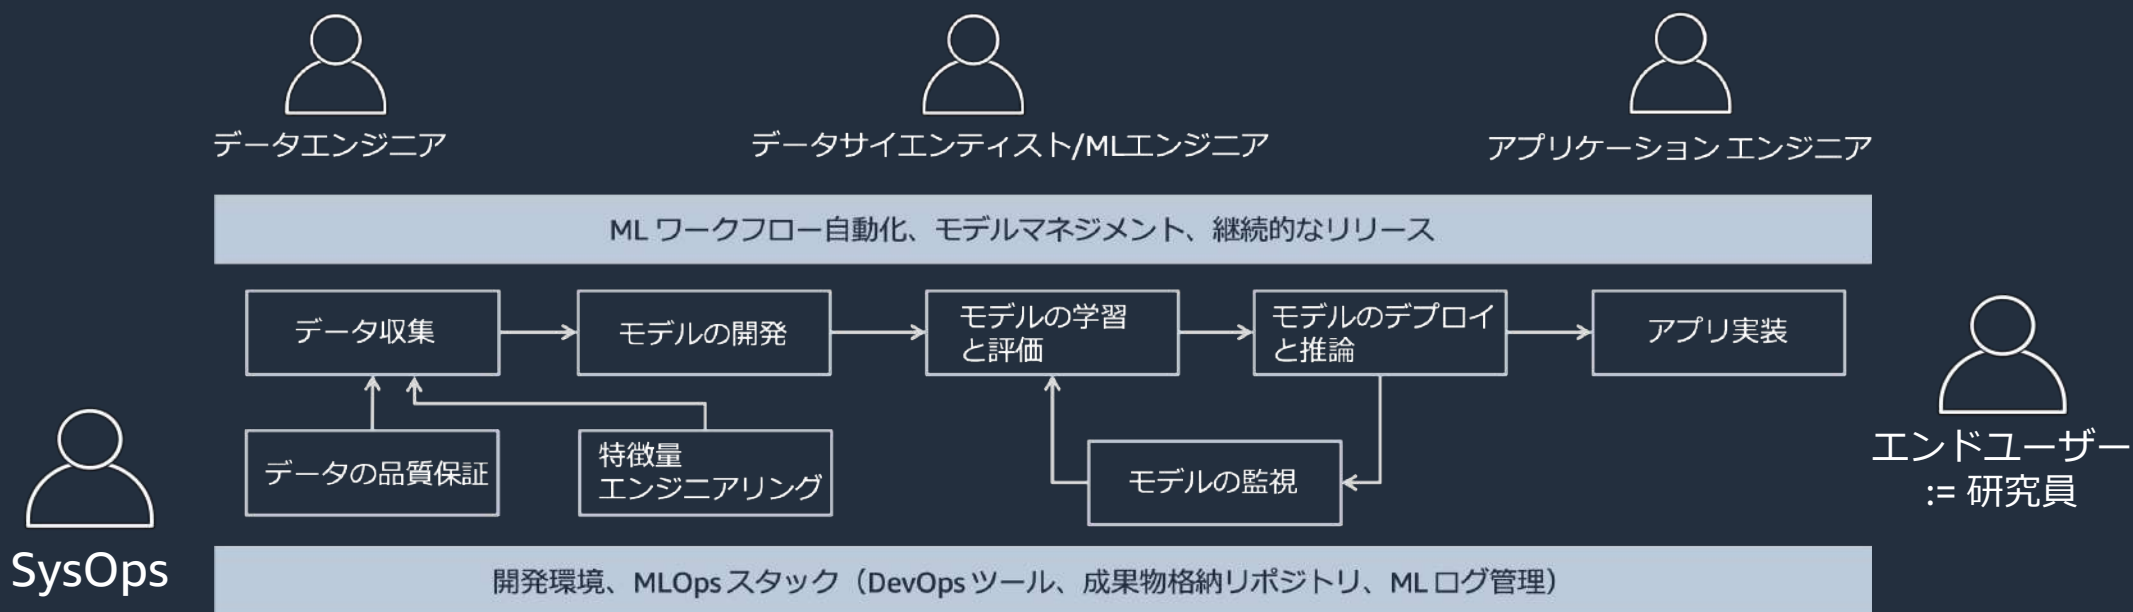 データエンジニア
データサイエンティスト/MLエンジニア
アプリケーション エンジニア
ML ワークフロー自動化、モデルマネジメント、継続的なリリース
データ収集
モデルの開発
モデルの学習
と評価
モデルのデプロイ
と推論
アプリ実装
データの品質保証
特徴量
エンジニアリング
モデルの監視
エンドユーザー
:= 研究員
SysOps
開発環境、MLOps スタック（DevOps ツール、成果物格納リポジトリ、ML ログ管理）